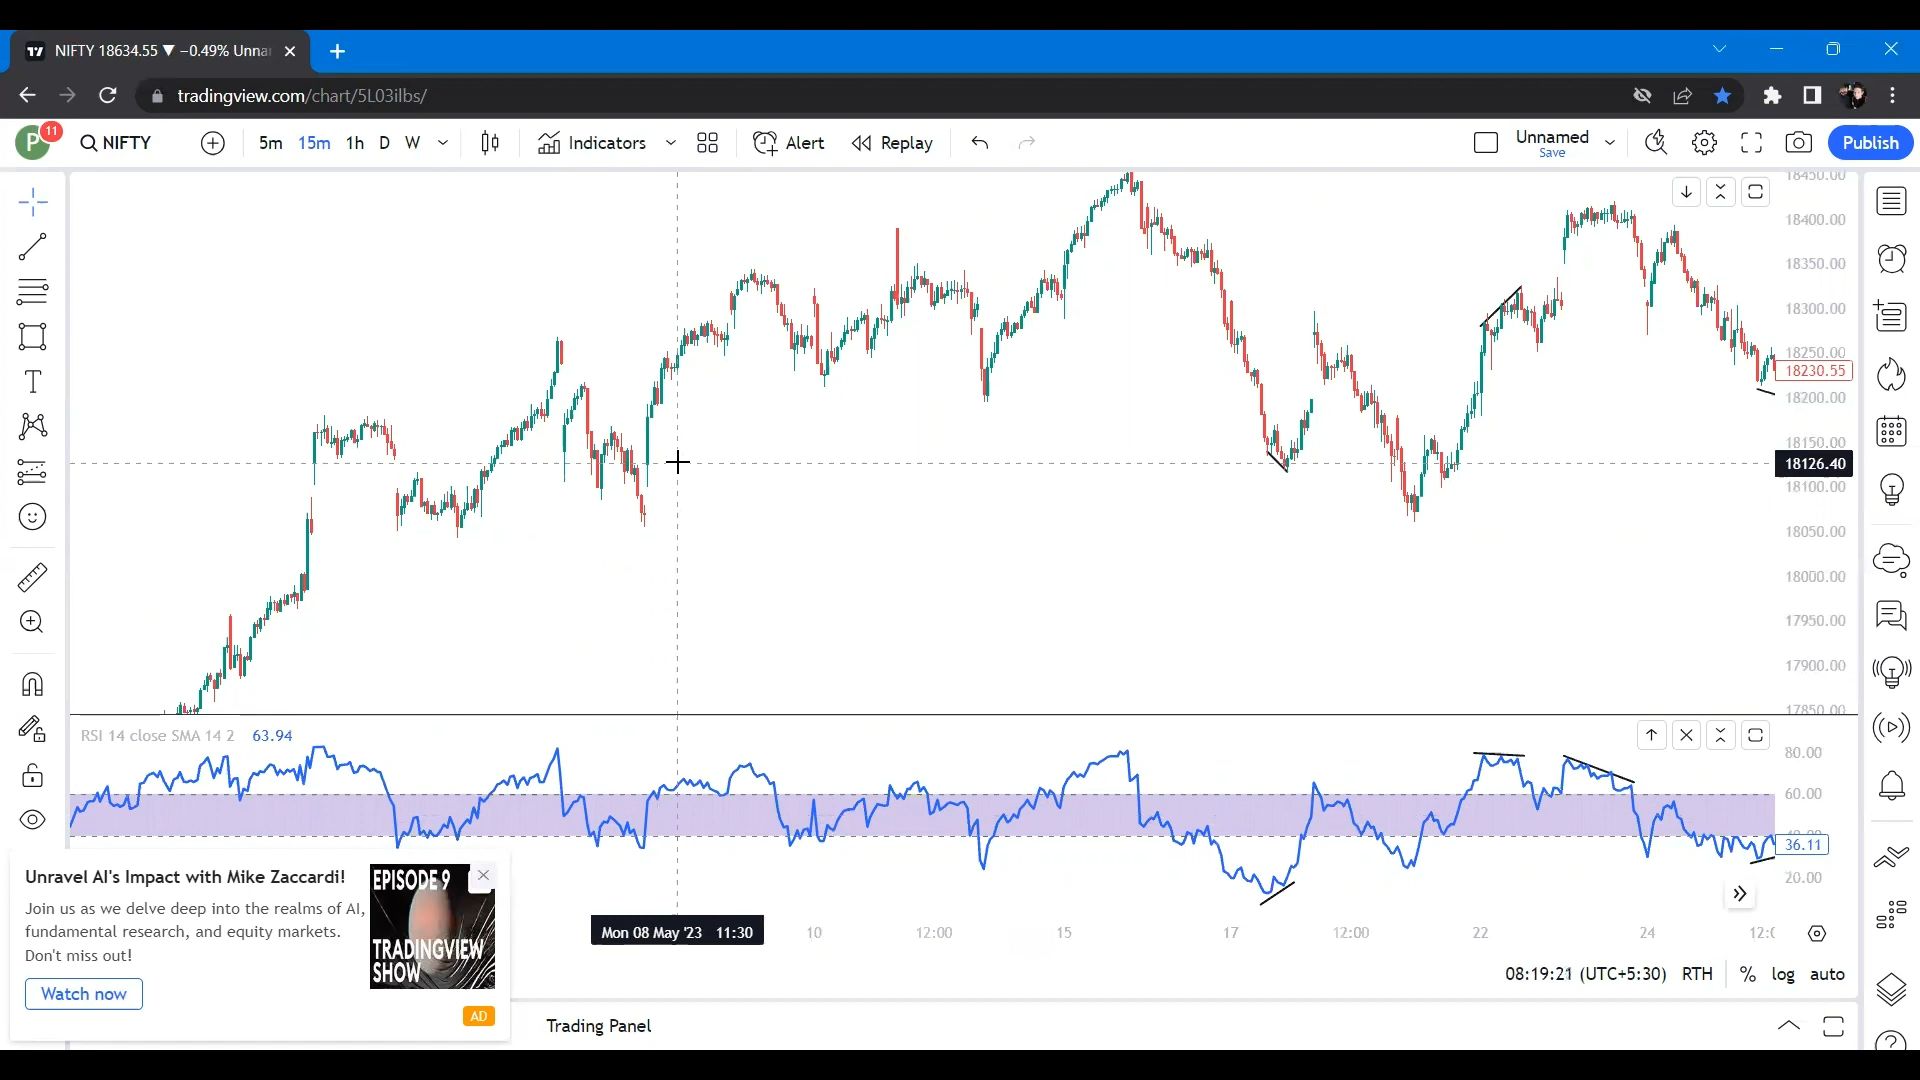 NIFTY 18634.55 ▼ −0.49% Unna
tradingview.com/chart/5L03ilbs/
P 11 NIFTY 5m 15m 1h D W Indicators Alert Replay Unnamed Save Publish
18450.00
18400.00
18350.00
18300.00
18250.00
18230.55
18200.00
18150.00
18126.40
18100.00
18050.00
18000.00
17950.00
17900.00
17850.00
RSI 14 close SMA 14 2 63.94
80.00
60.00
40.00
36.11
20.00
Mon 08 May '23 11:30 10 12:00 15 17 12:00 22 24 12:0
Unravel AI's Impact with Mike Zaccardi!
Join us as we delve deep into the realms of AI,
fundamental research, and equity markets.
Don't miss out!
Watch now
EPISODE 9
TRADINGVIEW
SHOW
AD
08:19:21 (UTC+5:30) RTH % log auto
Trading Panel